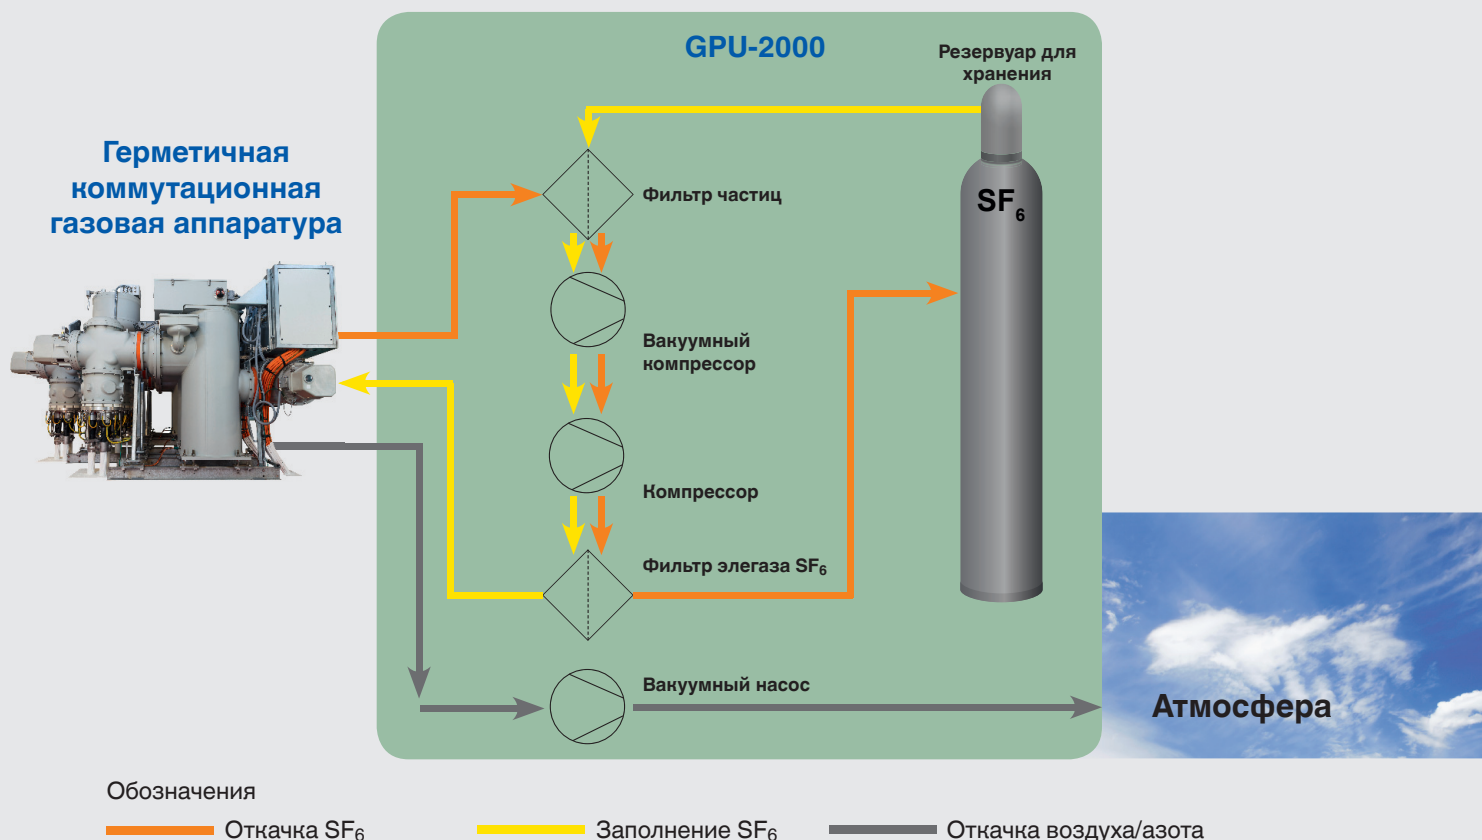 GPU-2000
Резервуар для
хранения
Герметичная
коммутационная
газовая аппаратура
Фильтр частиц
SF6
Вакуумный
компрессор
Компрессор
Фильтр элегаза SF6
Вакуумный насос
Атмосфера
Обозначения
Откачка SF6
Заполнение SF6
Откачка воздуха/азота